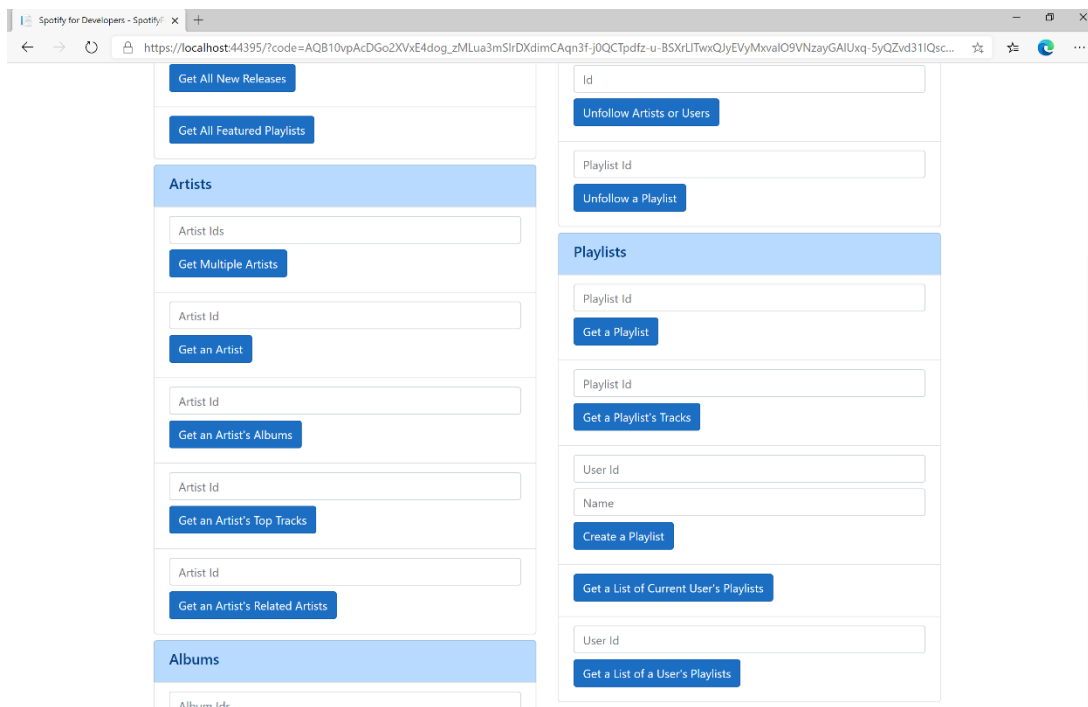 Spotify for Developers - Spotify
https://localhost:44395/?code=AQB10vpAcDGo2XVxE4dog_zMLua3mSlrDXdimCAqn3f-j0QCTpdfz-u-BSXrLlTwxQJyEVyMxvalO9VNzayGAlUxq-5yQZvd31IQsc...
Get All New Releases
Get All Featured Playlists
Artists
Artist Ids
Get Multiple Artists
Artist Id
Get an Artist
Artist Id
Get an Artist's Albums
Artist Id
Get an Artist's Top Tracks
Artist Id
Get an Artist's Related Artists
Albums
Album Ids
Id
Unfollow Artists or Users
Playlist Id
Unfollow a Playlist
Playlists
Playlist Id
Get a Playlist
Playlist Id
Get a Playlist's Tracks
User Id
Name
Create a Playlist
Get a List of Current User's Playlists
User Id
Get a List of a User's Playlists